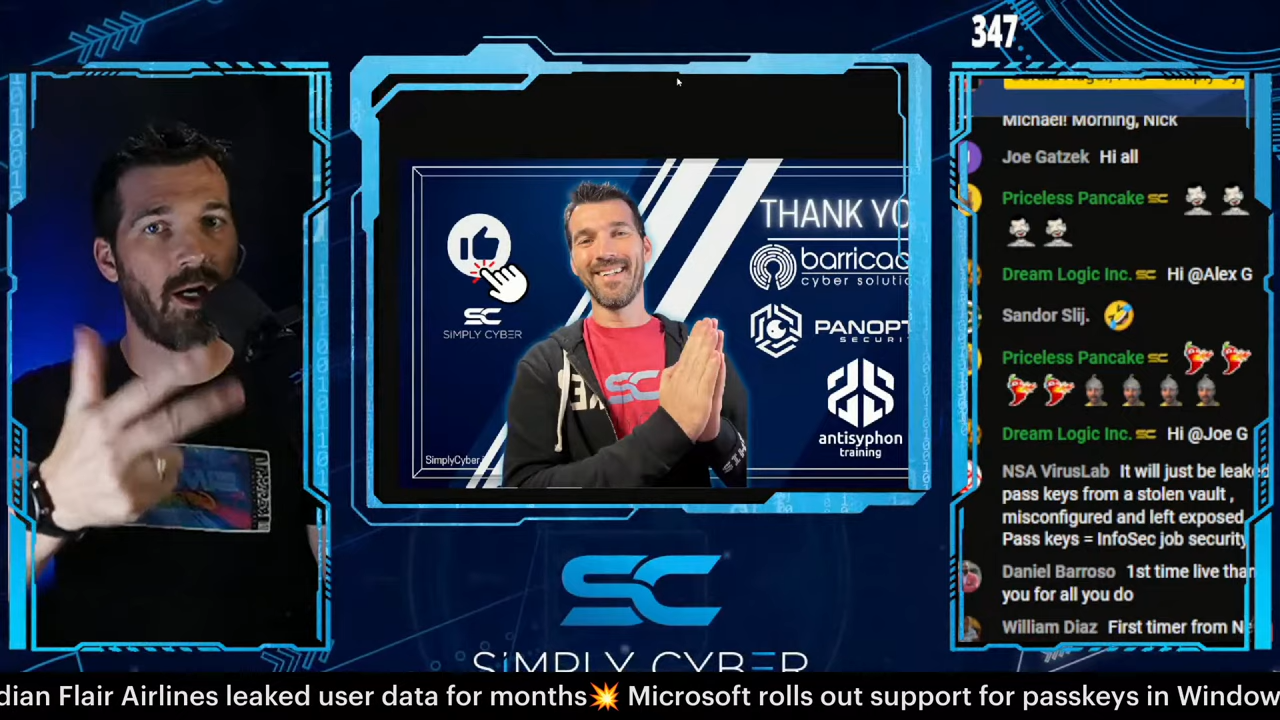 347
Michael! Morning, Nick
Joe Gatzek Hi all
Priceless Pancake
Dream Logic Inc. Hi @Alex G
Sandor Slij.
Priceless Pancake
Dream Logic Inc. Hi @Joe G
NSA VirusLab It will just be leaked
pass keys from a stolen vault ,
misconfigured and left exposed
Pass keys = InfoSec job security
Daniel Barroso 1st time live than
you for all you do
William Diaz First timer from Ne
THANK YO
barricad
cyber solutio
PANOPT
SECURI
antisyphon
training
SC
SIMPLY CYBER
SC
SimplyCyber.i
SC
SIMPLY CYBER
dian Flair Airlines leaked user data for months💥 Microsoft rolls out support for passkeys in Window